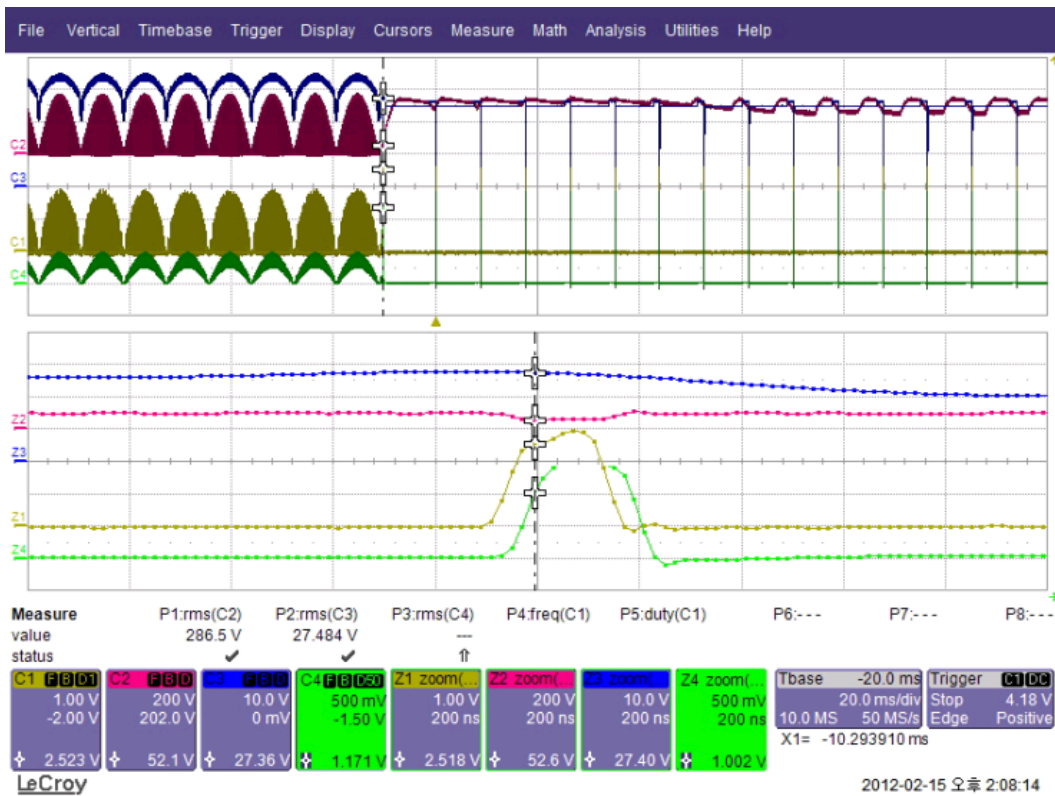 File Vertical Timebase Trigger Display Cursors Measure Math Analysis Utilities Help
C2
C3
C1
C4
Z2
Z3
Z1
Z4
Measure P1:rms(C2) P2:rms(C3) P3:rms(C4) P4:freq(C1) P5:duty(C1) P6:--- P7:--- P8:---
value 286.5 V 27.484 V ---
status
C1 F B D1 C2 F B D C3 F B D C4 F B D50 Z1 zoom(... Z2 zoom(... Z3 zoom(... Z4 zoom(... Tbase -20.0 ms Trigger C1 DC
1.00 V 200 V 10.0 V 500 mV 1.00 V 200 V 10.0 V 500 mV 20.0 ms/div Stop 4.18 V
-2.00 V 202.0 V 0 mV -1.50 V 200 ns 200 ns 200 ns 200 ns 10.0 MS 50 MS/s Edge Positive
X1= -10.293910 ms
2.523 V 52.1 V 27.36 V 1.171 V 2.518 V 52.6 V 27.40 V 1.002 V
LeCroy 2012-02-15 오후 2:08:14